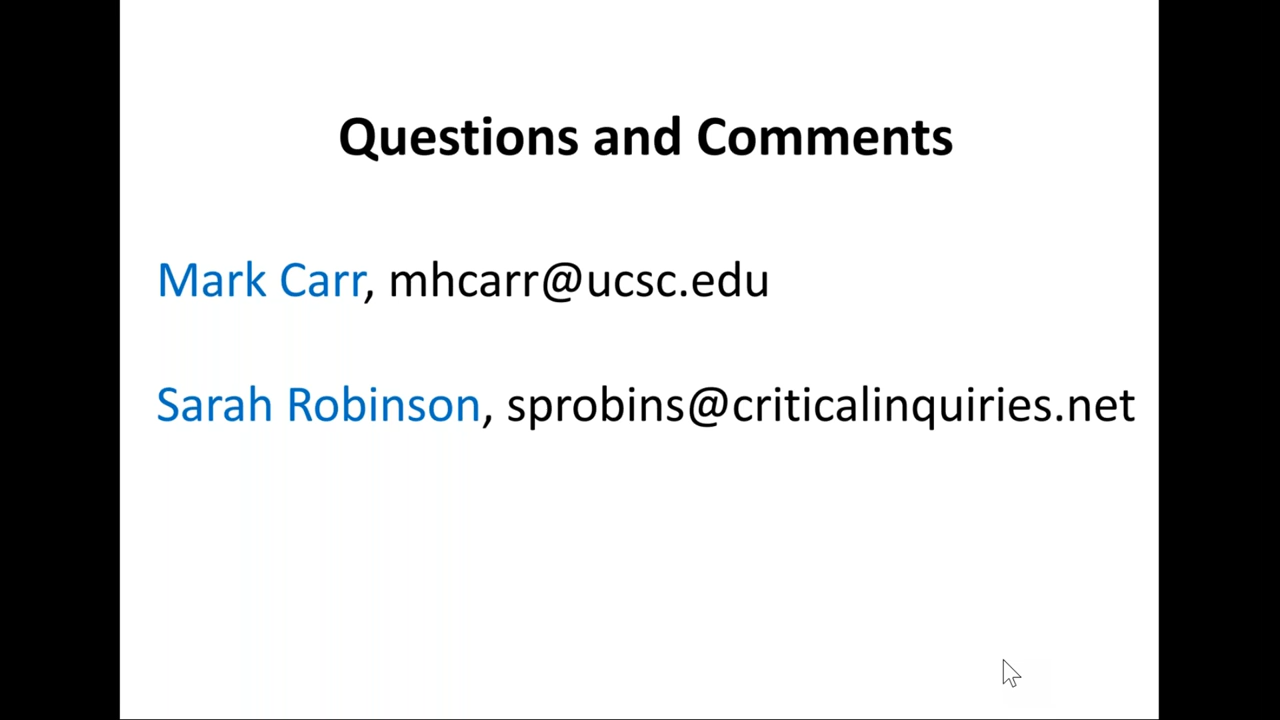 Questions and Comments
Mark Carr, mhcarr@ucsc.edu
Sarah Robinson, sprobins@criticalinquiries.net